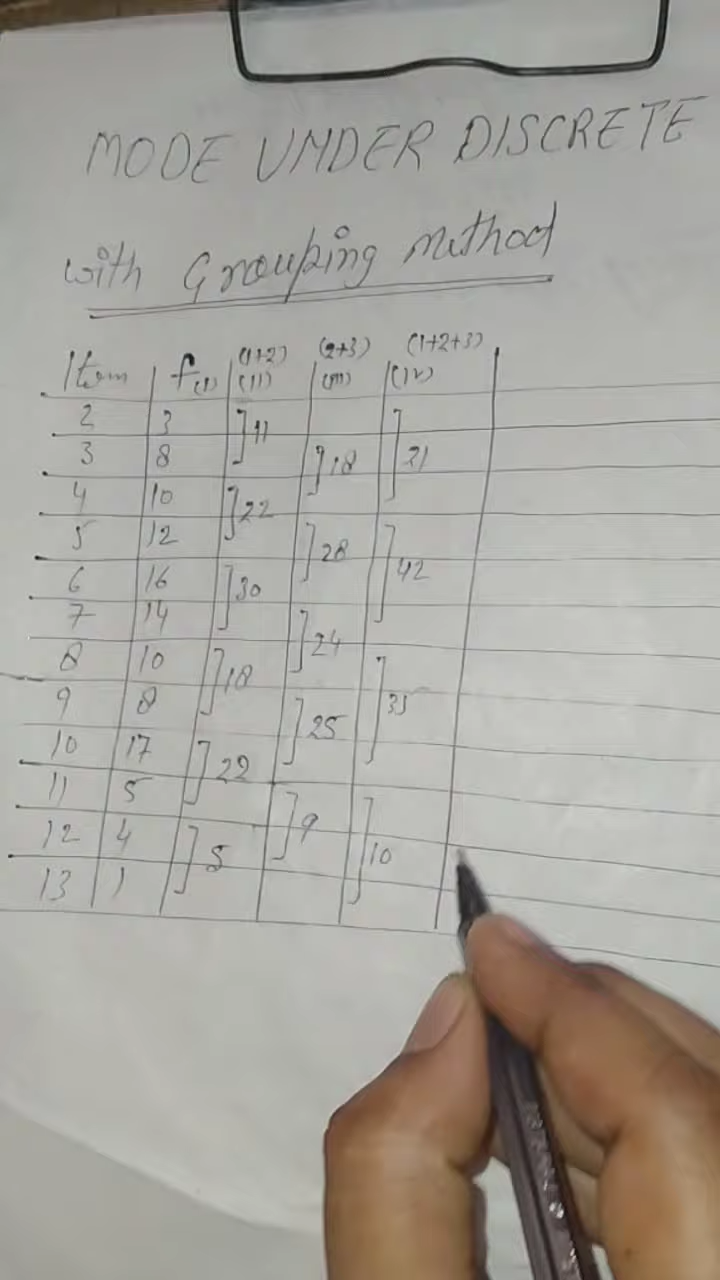 MODE UNDER DISCRETE
with Grouping method
(1+2) (2+3) (1+2+3)
Item f(I) (II) (III) (IV)
2 3
]11
3 8 ]18 ]21
4 10
]22
5 12 ]28
6 16 ]30 ]42
7 14
]24
8 10 ]18
9 8 ]35
]25
10 17
]22
11 5
12 4 ]5 ]9 ]10
13 1